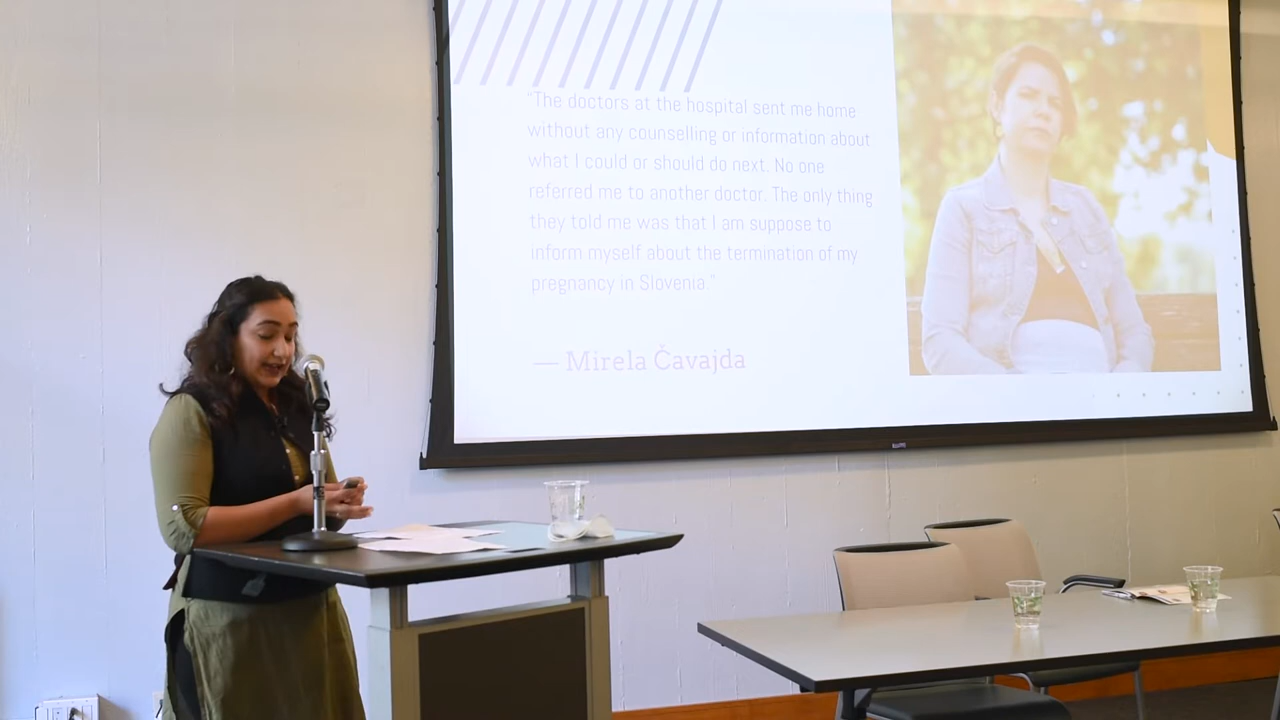 "The doctors at the hospital sent me home
without any counselling or information about
what I could or should do next. No one
referred me to another doctor. The only thing
they told me was that I am suppose to
inform myself about the termination of my
pregnancy in Slovenia."
— Mirela Čavajda